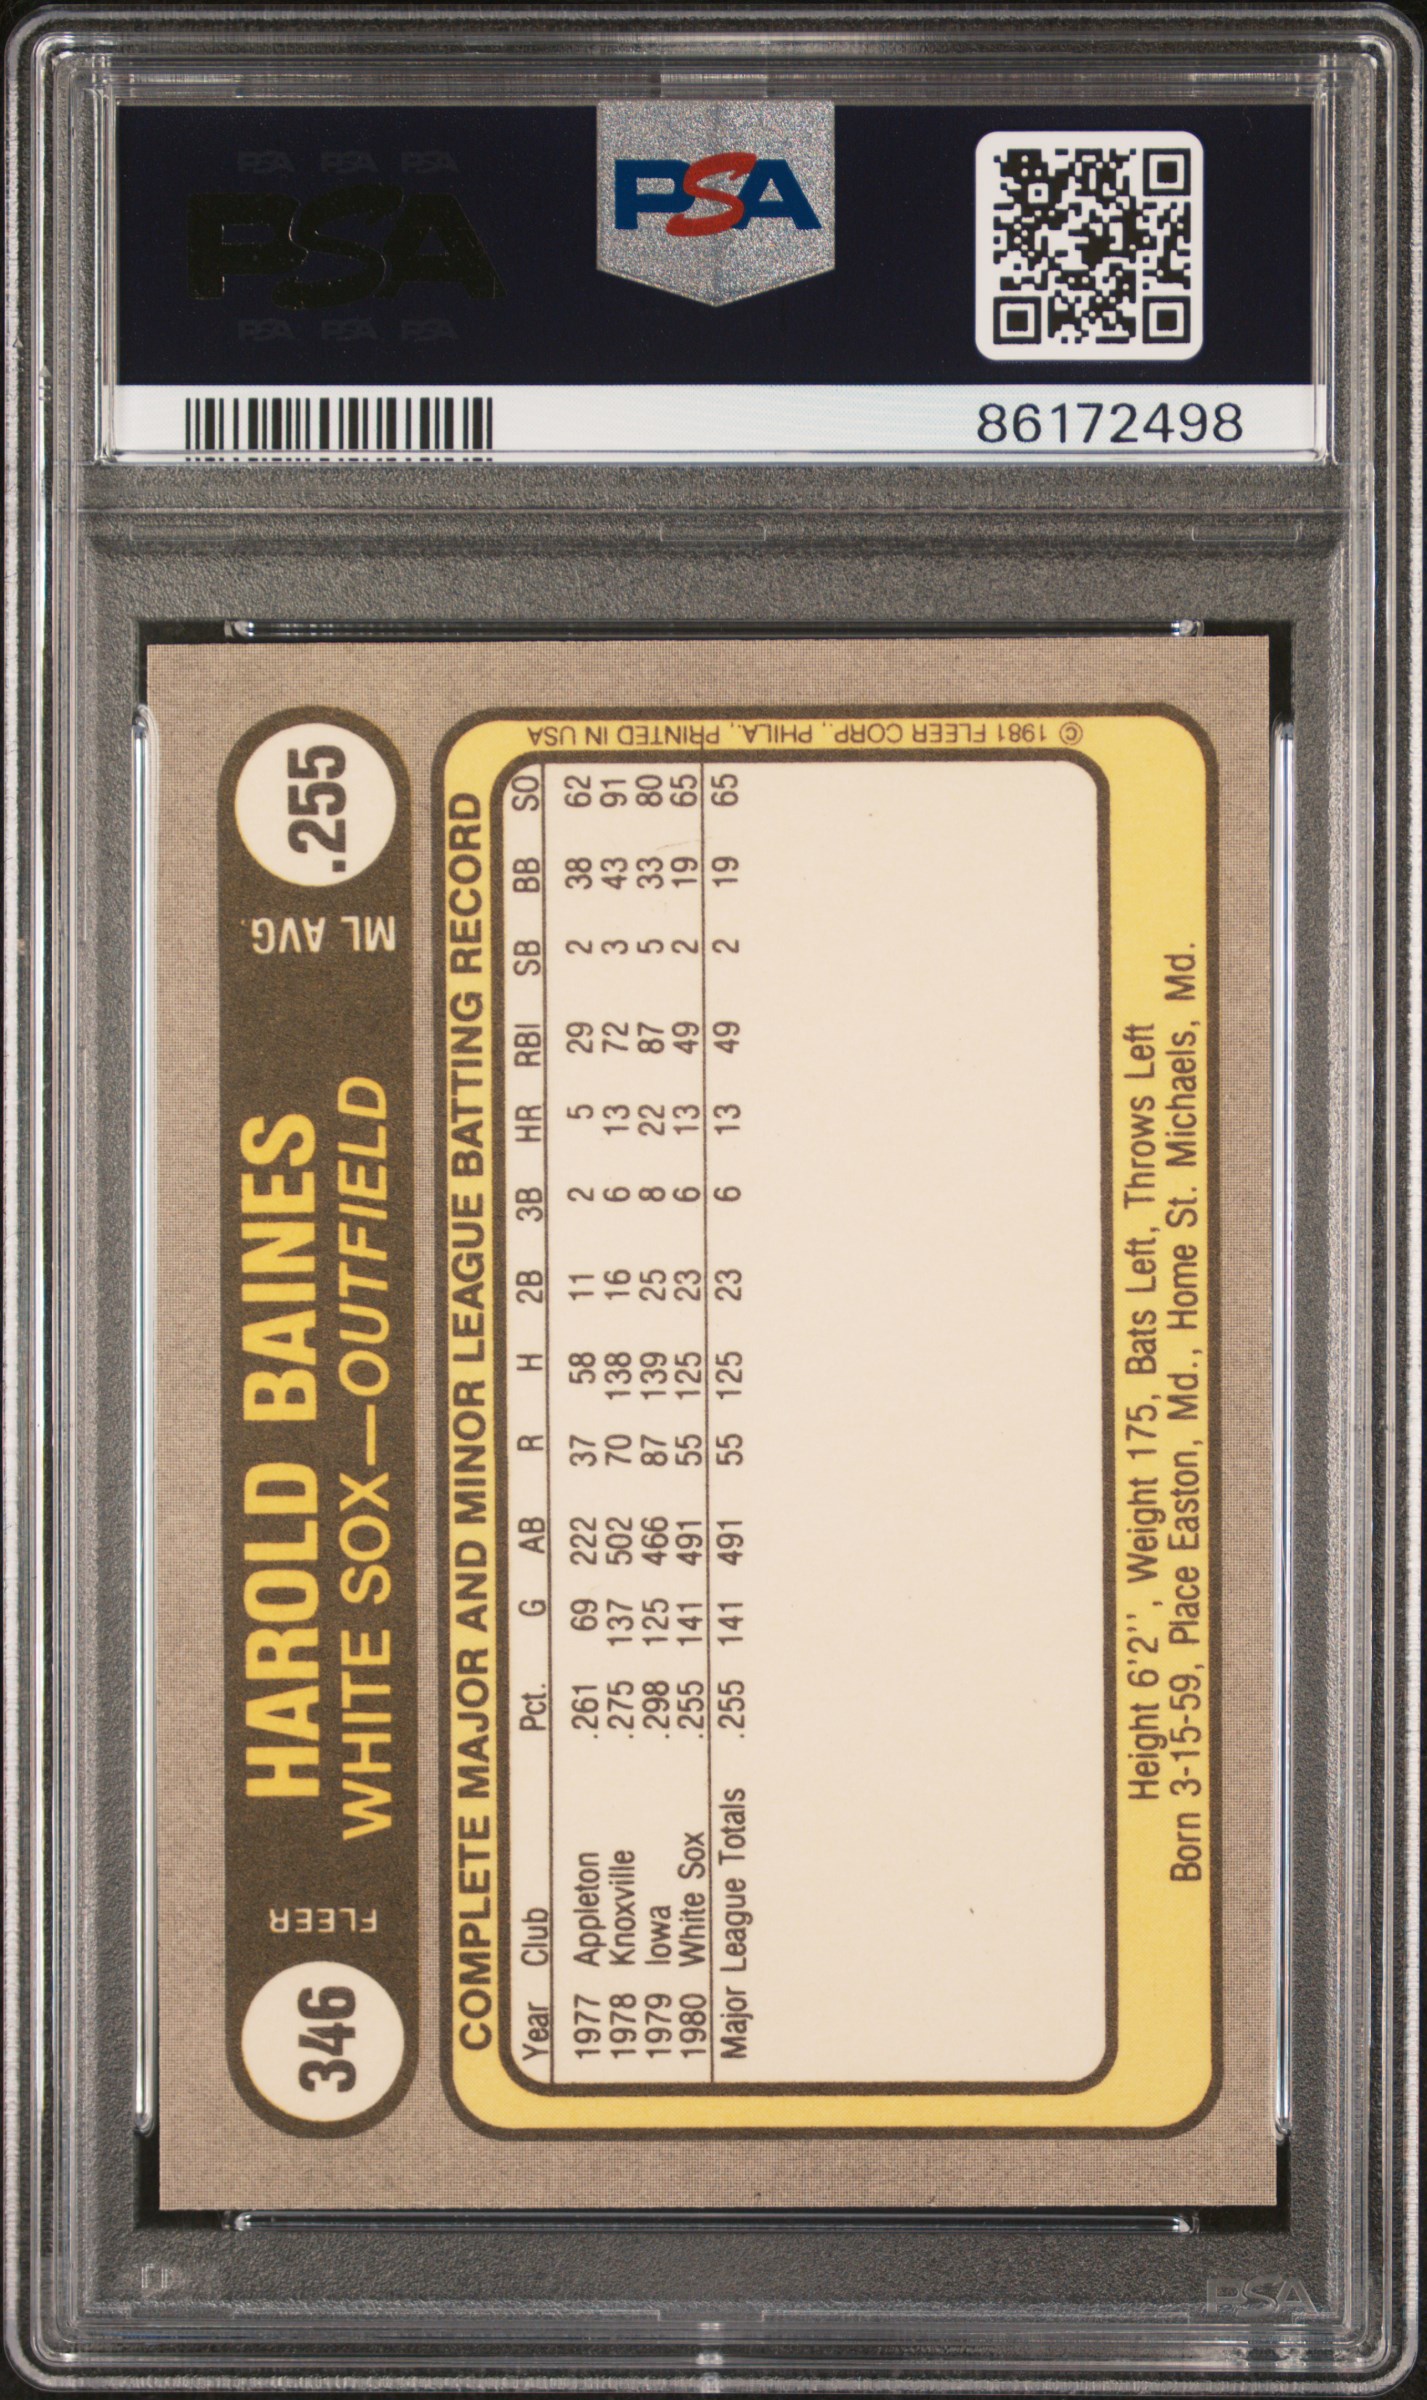 PSA PSA PSA
PSA
PSA PSA PSA
PSA
86172498
346
FLEER
HAROLD BAINES
WHITE SOX—OUTFIELD
ML AVG.
.255
COMPLETE MAJOR AND MINOR LEAGUE BATTING RECORD
Year Club Pct. G AB R H 2B 3B HR RBI SB BB SO
1977 Appleton .261 69 222 37 58 11 2 5 29 2 38 62
1978 Knoxville .275 137 502 70 138 16 6 13 72 3 43 91
1979 Iowa .298 125 466 87 139 25 8 22 87 5 33 80
1980 White Sox .255 141 491 55 125 23 6 13 49 2 19 65
Major League Totals .255 141 491 55 125 23 6 13 49 2 19 65
Height 6'2'', Weight 175, Bats Left, Throws Left
Born 3-15-59, Place Easton, Md., Home St. Michaels, Md.
© 1981 FLEER CORP., PHILA., PRINTED IN USA
PSA